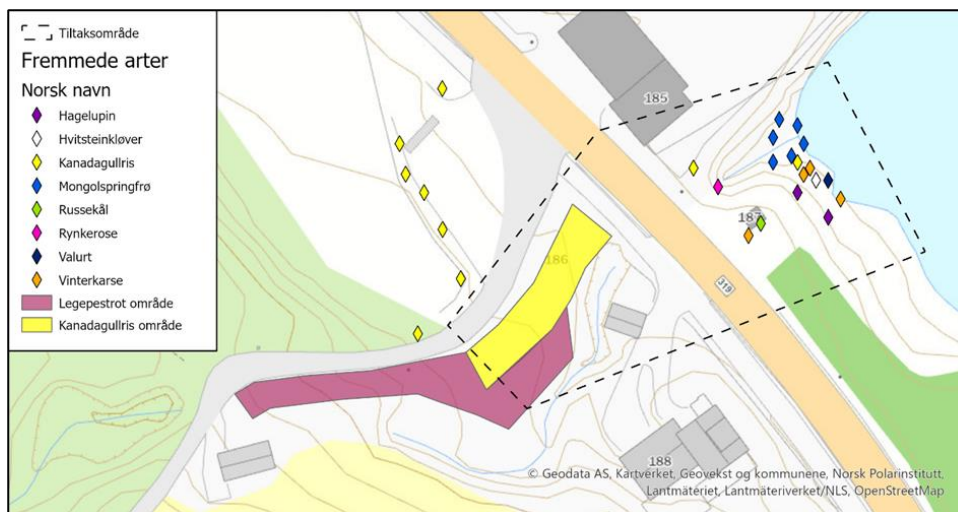 Tiltaksområde
Fremmede arter
Norsk navn
Hagelupin
Hvitsteinkløver
Kanadagullris
Mongolspringfrø
Russekål
Rynkerose
Valurt
Vinterkarse
Legepestrot område
Kanadagullris område
185
187
186
319
188
© Geodata AS, Kartverket, Geovekst og kommunene, Norsk Polarinstitutt,
Lantmäteriet, Lantmäteriverket/NLS, OpenStreetMap